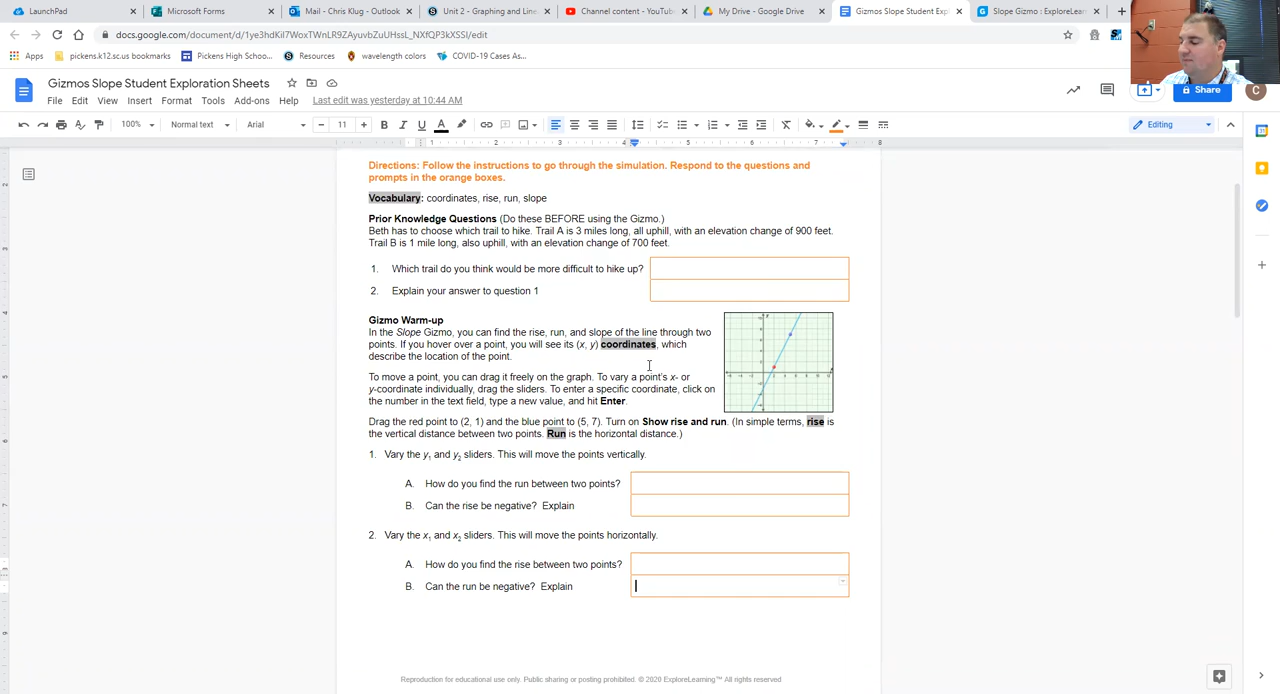 LaunchPad
Microsoft Forms
Mail - Chris Klug - Outlook
Unit 2 - Graphing and Line
Channel content - YouTub
My Drive - Google Drive
Gizmos Slope Student Expl
Slope Gizmo : ExploreLearn
docs.google.com/document/d/1ye3hdKil7WoxTWnLR9ZAyuvbZuUHssL_NXfQP3kXSSI/edit
Apps
pickens.k12.sc.us bookmarks
Pickens High Schoo...
Resources
wavelength colors
COVID-19 Cases As...
Gizmos Slope Student Exploration Sheets
File Edit View Insert Format Tools Add-ons Help Last edit was yesterday at 10:44 AM
Share
C
100% Normal text Arial 11 B I U A Editing
1 2 3 4 5 6 7 8
Directions: Follow the instructions to go through the simulation. Respond to the questions and
prompts in the orange boxes.
Vocabulary: coordinates, rise, run, slope
Prior Knowledge Questions (Do these BEFORE using the Gizmo.)
Beth has to choose which trail to hike. Trail A is 3 miles long, all uphill, with an elevation change of 900 feet.
Trail B is 1 mile long, also uphill, with an elevation change of 700 feet.
1. Which trail do you think would be more difficult to hike up?
2. Explain your answer to question 1
Gizmo Warm-up
In the Slope Gizmo, you can find the rise, run, and slope of the line through two
points. If you hover over a point, you will see its (x, y) coordinates, which
describe the location of the point.
To move a point, you can drag it freely on the graph. To vary a point's x- or
y-coordinate individually, drag the sliders. To enter a specific coordinate, click on
the number in the text field, type a new value, and hit Enter.
Drag the red point to (2, 1) and the blue point to (5, 7). Turn on Show rise and run. (In simple terms, rise is
the vertical distance between two points. Run is the horizontal distance.)
1. Vary the y₁ and y₂ sliders. This will move the points vertically.
A. How do you find the run between two points?
B. Can the rise be negative? Explain
2. Vary the x₁ and x₂ sliders. This will move the points horizontally.
A. How do you find the rise between two points?
B. Can the run be negative? Explain
Reproduction for educational use only. Public sharing or posting prohibited. © 2020 ExploreLearning™ All rights reserved